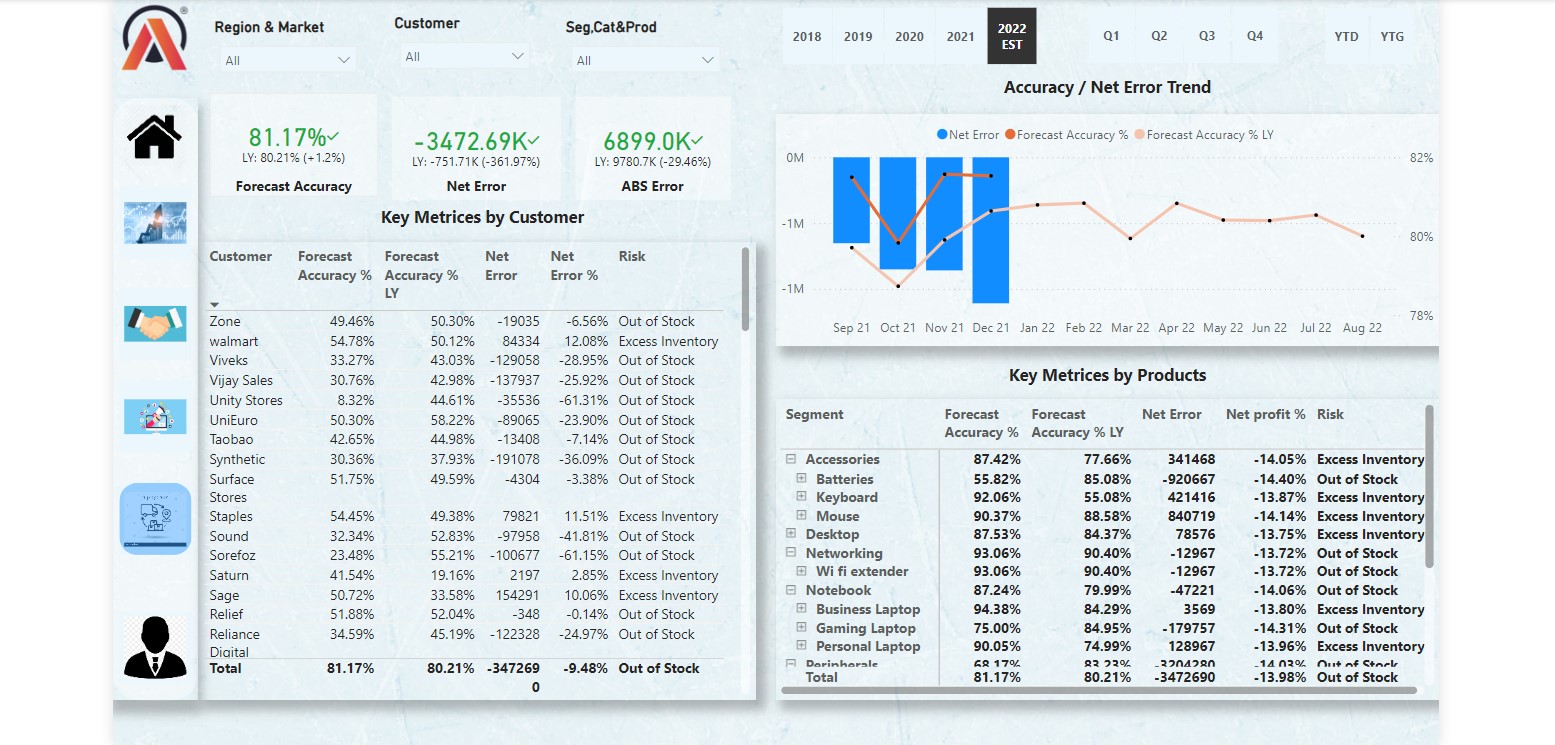 Region & Market
Customer
Seg,Cat&Prod
All
All
All
2018 2019 2020 2021 2022 EST
Q1 Q2 Q3 Q4
YTD YTG
81.17%
LY: 80.21% (+1.2%)
Forecast Accuracy
-3472.69K
LY: -751.71K (-361.97%)
Net Error
6899.0K
LY: 9780.7K (-29.46%)
ABS Error
Accuracy / Net Error Trend
Net Error Forecast Accuracy % Forecast Accuracy % LY
0M 82%
-1M 80%
-1M 78%
Sep 21 Oct 21 Nov 21 Dec 21 Jan 22 Feb 22 Mar 22 Apr 22 May 22 Jun 22 Jul 22 Aug 22
Key Metrices by Customer
Customer Forecast Accuracy % Forecast Accuracy % LY Net Error Net Error % Risk
Zone 49.46% 50.30% -19035 -6.56% Out of Stock
walmart 54.78% 50.12% 84334 12.08% Excess Inventory
Viveks 33.27% 43.03% -129058 -28.95% Out of Stock
Vijay Sales 30.76% 42.98% -137937 -25.92% Out of Stock
Unity Stores 8.32% 44.61% -35536 -61.31% Out of Stock
UniEuro 50.30% 58.22% -89065 -23.90% Out of Stock
Taobao 42.65% 44.98% -13408 -7.14% Out of Stock
Synthetic 30.36% 37.93% -191078 -36.09% Out of Stock
Surface Stores 51.75% 49.59% -4304 -3.38% Out of Stock
Staples 54.45% 49.38% 79821 11.51% Excess Inventory
Sound 32.34% 52.83% -97958 -41.81% Out of Stock
Sorefoz 23.48% 55.21% -100677 -61.15% Out of Stock
Saturn 41.54% 19.16% 2197 2.85% Excess Inventory
Sage 50.72% 33.58% 154291 10.06% Excess Inventory
Relief 51.88% 52.04% -348 -0.14% Out of Stock
Reliance Digital 34.59% 45.19% -122328 -24.97% Out of Stock
Total 81.17% 80.21% -3472690 -9.48% Out of Stock
Key Metrices by Products
Segment Forecast Accuracy % Forecast Accuracy % LY Net Error Net profit % Risk
Accessories 87.42% 77.66% 341468 -14.05% Excess Inventory
Batteries 55.82% 85.08% -920667 -14.40% Out of Stock
Keyboard 92.06% 55.08% 421416 -13.87% Excess Inventory
Mouse 90.37% 88.58% 840719 -14.14% Excess Inventory
Desktop 87.53% 84.37% 78576 -13.75% Excess Inventory
Networking 93.06% 90.40% -12967 -13.72% Out of Stock
Wi fi extender 93.06% 90.40% -12967 -13.72% Out of Stock
Notebook 87.24% 79.99% -47221 -14.06% Out of Stock
Business Laptop 94.38% 84.29% 3569 -13.80% Excess Inventory
Gaming Laptop 75.00% 84.95% -179757 -14.31% Out of Stock
Personal Laptop 90.05% 74.99% 128967 -13.96% Excess Inventory
Peripherals 68.17% 83.23% -3204280 -14.03% Out of Stock
Total 81.17% 80.21% -3472690 -13.98% Out of Stock